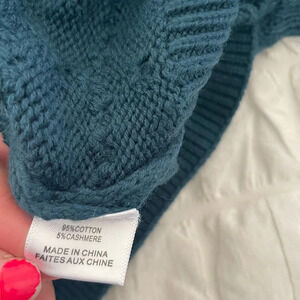 95%COTTON
5%CASHMERE
MADE IN CHINA
FAITES AUX CHINE